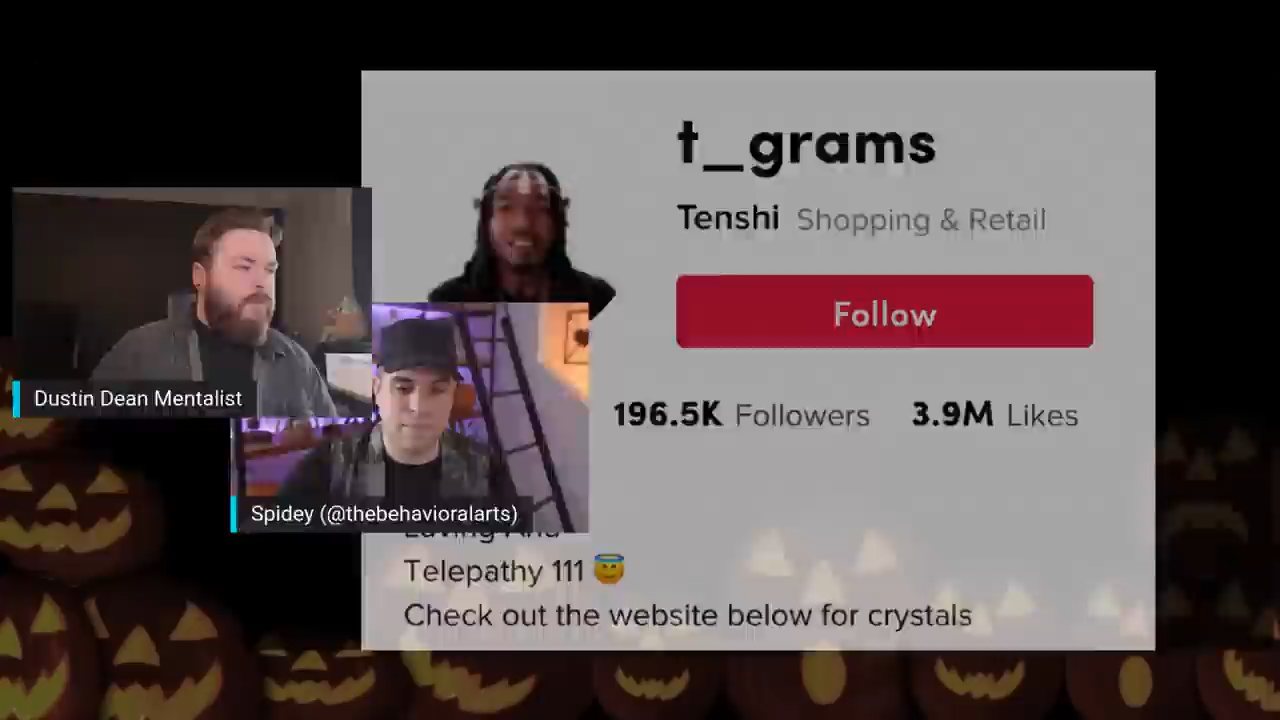 t_grams
Tenshi Shopping & Retail
Follow
196.5K Followers 3.9M Likes
Dustin Dean Mentalist
Spidey (@thebehavioralarts)
Telepathy 111 😇
Check out the website below for crystals